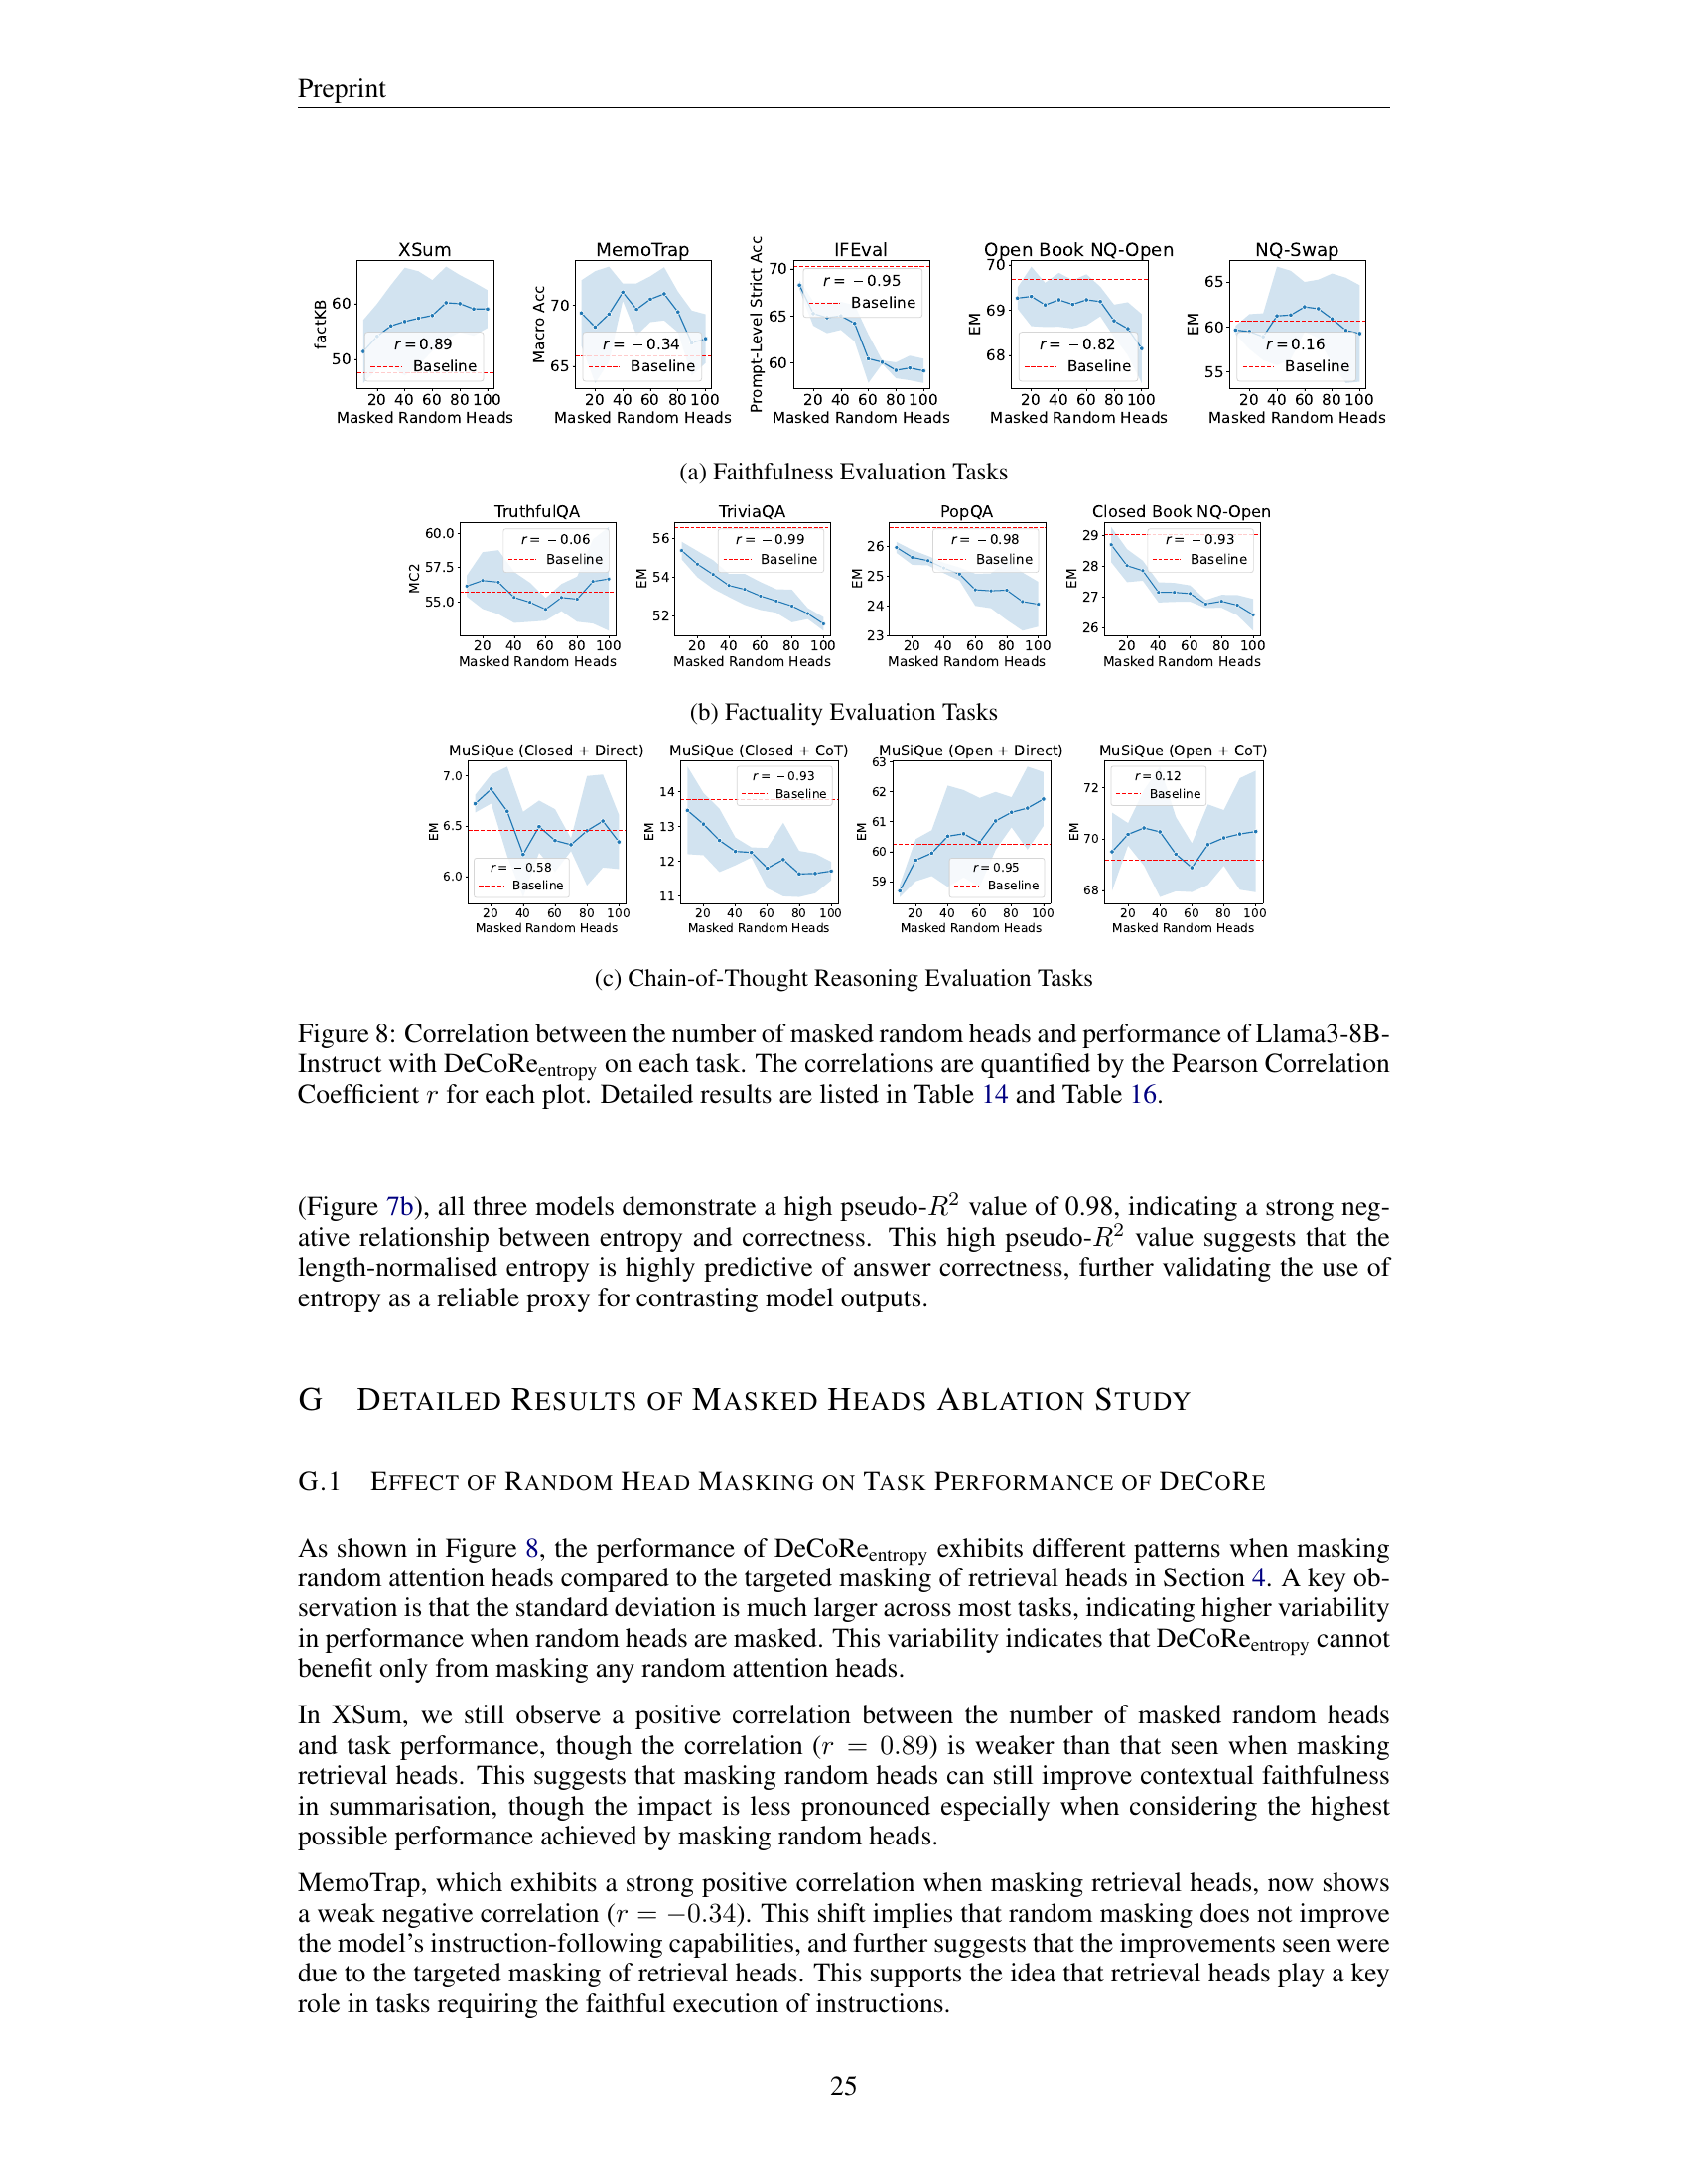 Preprint
XSum
factKB
60
50
r = 0.89
Baseline
20 40 60 80 100
Masked Random Heads
MemoTrap
Macro Acc
70
65
r = −0.34
Baseline
20 40 60 80 100
Masked Random Heads
IFEval
Prompt-Level Strict Acc
70
65
60
r = −0.95
Baseline
20 40 60 80 100
Masked Random Heads
Open Book NQ-Open
EM
70
69
68
r = −0.82
Baseline
20 40 60 80 100
Masked Random Heads
NQ-Swap
EM
65
60
55
r = 0.16
Baseline
20 40 60 80 100
Masked Random Heads
(a) Faithfulness Evaluation Tasks
TruthfulQA
MC2
60.0
57.5
55.0
r = −0.06
Baseline
20 40 60 80 100
Masked Random Heads
TriviaQA
EM
56
54
52
r = −0.99
Baseline
20 40 60 80 100
Masked Random Heads
PopQA
EM
26
25
24
23
r = −0.98
Baseline
20 40 60 80 100
Masked Random Heads
Closed Book NQ-Open
EM
29
28
27
26
r = −0.93
Baseline
20 40 60 80 100
Masked Random Heads
(b) Factuality Evaluation Tasks
MuSiQue (Closed + Direct)
EM
7.0
6.5
6.0
r = −0.58
Baseline
20 40 60 80 100
Masked Random Heads
MuSiQue (Closed + CoT)
EM
14
13
12
11
r = −0.93
Baseline
20 40 60 80 100
Masked Random Heads
MuSiQue (Open + Direct)
EM
63
62
61
60
59
r = 0.95
Baseline
20 40 60 80 100
Masked Random Heads
MuSiQue (Open + CoT)
EM
72
70
68
r = 0.12
Baseline
20 40 60 80 100
Masked Random Heads
(c) Chain-of-Thought Reasoning Evaluation Tasks
Figure 8: Correlation between the number of masked random heads and performance of Llama3-8B-
Instruct with DeCoRe entropy on each task. The correlations are quantified by the Pearson Correlation
Coefficient r for each plot. Detailed results are listed in Table 14 and Table 16.
(Figure 7b), all three models demonstrate a high pseudo-R² value of 0.98, indicating a strong neg-
ative relationship between entropy and correctness. This high pseudo-R² value suggests that the
length-normalised entropy is highly predictive of answer correctness, further validating the use of
entropy as a reliable proxy for contrasting model outputs.
G DETAILED RESULTS OF MASKED HEADS ABLATION STUDY
G.1 EFFECT OF RANDOM HEAD MASKING ON TASK PERFORMANCE OF DECORE
As shown in Figure 8, the performance of DeCoRe entropy exhibits different patterns when masking
random attention heads compared to the targeted masking of retrieval heads in Section 4. A key ob-
servation is that the standard deviation is much larger across most tasks, indicating higher variability
in performance when random heads are masked. This variability indicates that DeCoRe entropy cannot
benefit only from masking any random attention heads.
In XSum, we still observe a positive correlation between the number of masked random heads
and task performance, though the correlation (r = 0.89) is weaker than that seen when masking
retrieval heads. This suggests that masking random heads can still improve contextual faithfulness
in summarisation, though the impact is less pronounced especially when considering the highest
possible performance achieved by masking random heads.
MemoTrap, which exhibits a strong positive correlation when masking retrieval heads, now shows
a weak negative correlation (r = −0.34). This shift implies that random masking does not improve
the model's instruction-following capabilities, and further suggests that the improvements seen were
due to the targeted masking of retrieval heads. This supports the idea that retrieval heads play a key
role in tasks requiring the faithful execution of instructions.
25